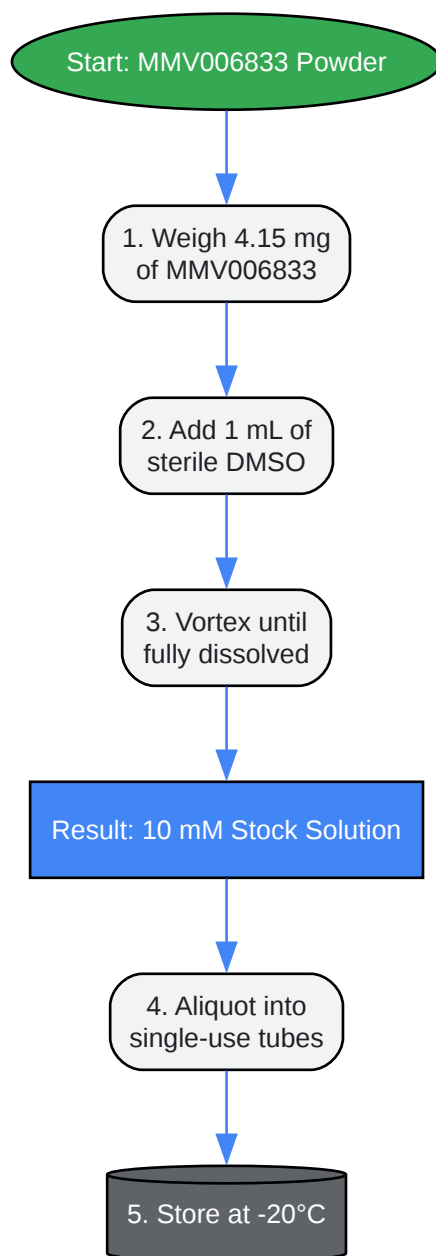 Start: MMV006833 Powder
1. Weigh 4.15 mg
of MMV006833
2. Add 1 mL of
sterile DMSO
3. Vortex until
fully dissolved
Result: 10 mM Stock Solution
4. Aliquot into
single-use tubes
5. Store at -20°C